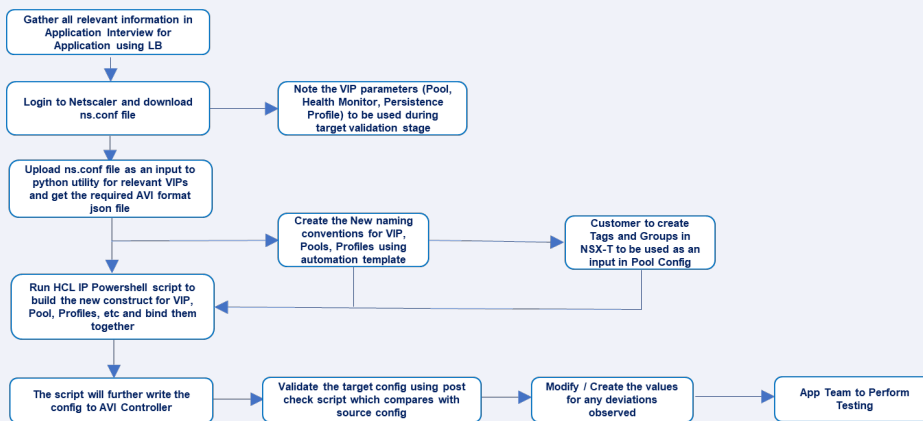 Gather all relevant information in
Application Interview for
Application using LB
Login to Netscaler and download
ns.conf file
Note the VIP parameters (Pool,
Health Monitor, Persistence
Profile) to be used during
target validation stage
Upload ns.conf file as an input to
python utility for relevant VIPs
and get the required AVI format
json file
Create the New naming
conventions for VIP,
Pools, Profiles using
automation template
Customer to create
Tags and Groups in
NSX-T to be used as an
input in Pool Config
Run HCL IP Powershell script to
build the new construct for VIP,
Pool, Profiles, etc and bind them
together
The script will further write the
config to AVI Controller
Validate the target config using post
check script which compares with
source config
Modify / Create the values
for any deviations
observed
App Team to Perform
Testing